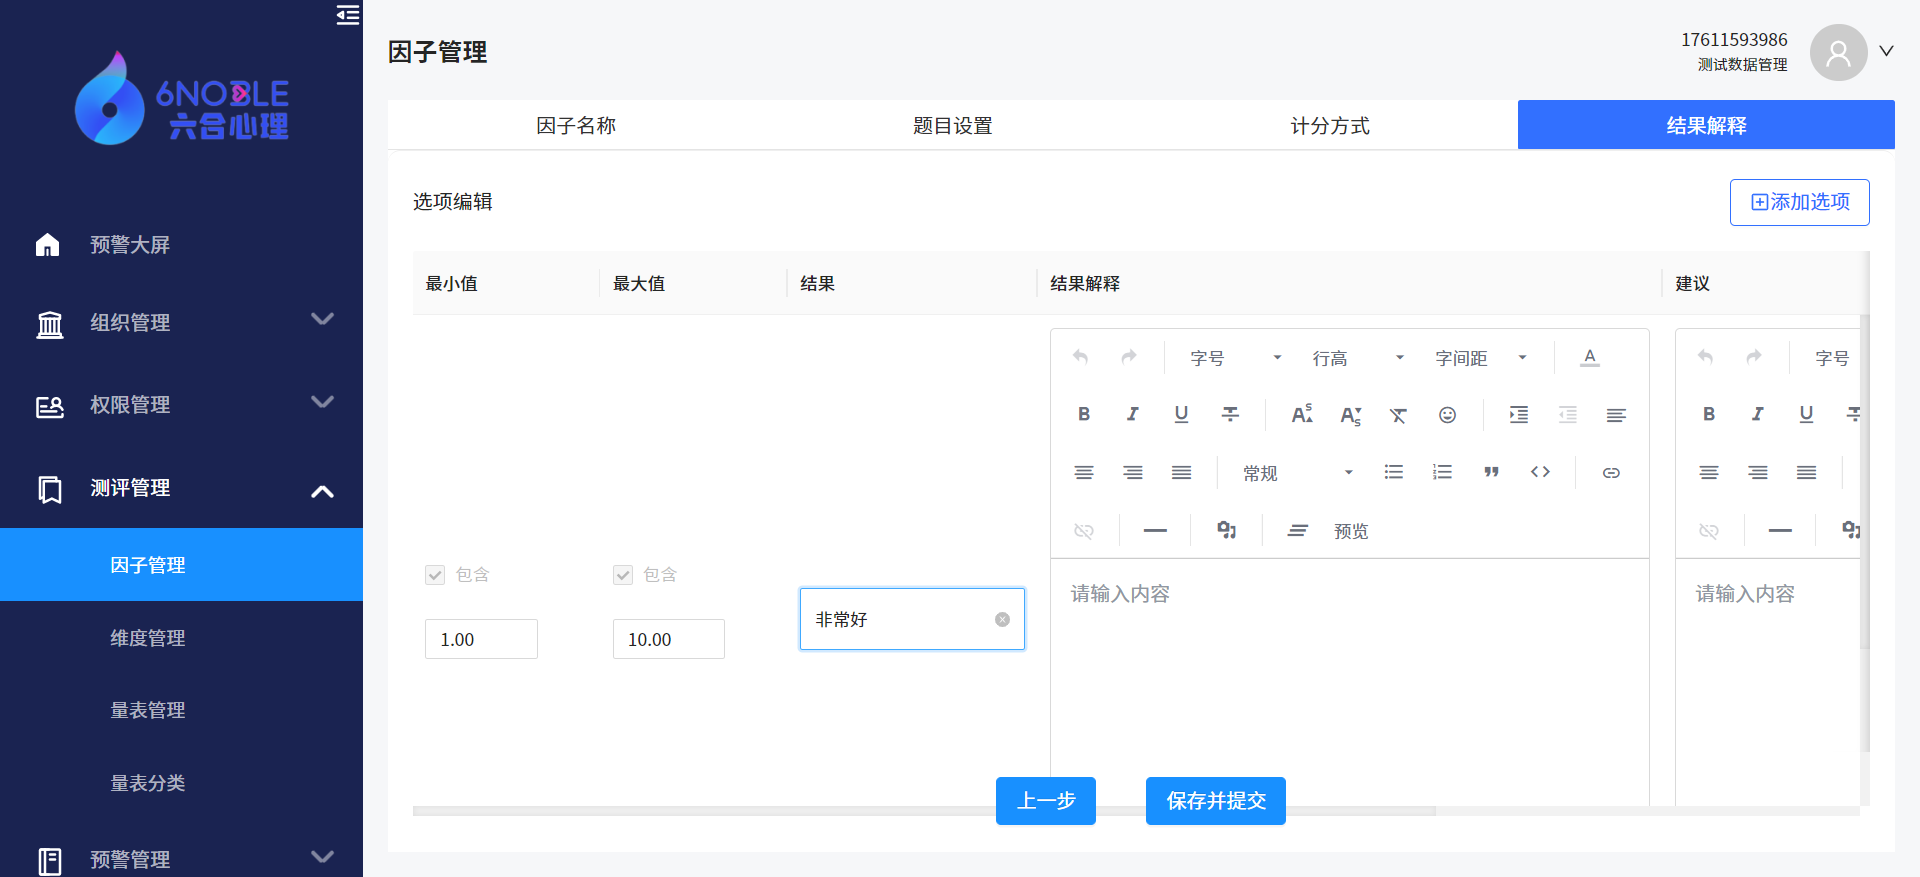 6NOBLE
六合心理
预警大屏
组织管理
权限管理
测评管理
因子管理
维度管理
量表管理
量表分类
预警管理
因子管理
17611593986
测试数据管理
因子名称
题目设置
计分方式
结果解释
选项编辑
添加选项
最小值
最大值
结果
结果解释
建议
字号
行高
字间距
字号
常规
预览
包含
包含
1.00
10.00
非常好
请输入内容
请输入内容
上一步
保存并提交